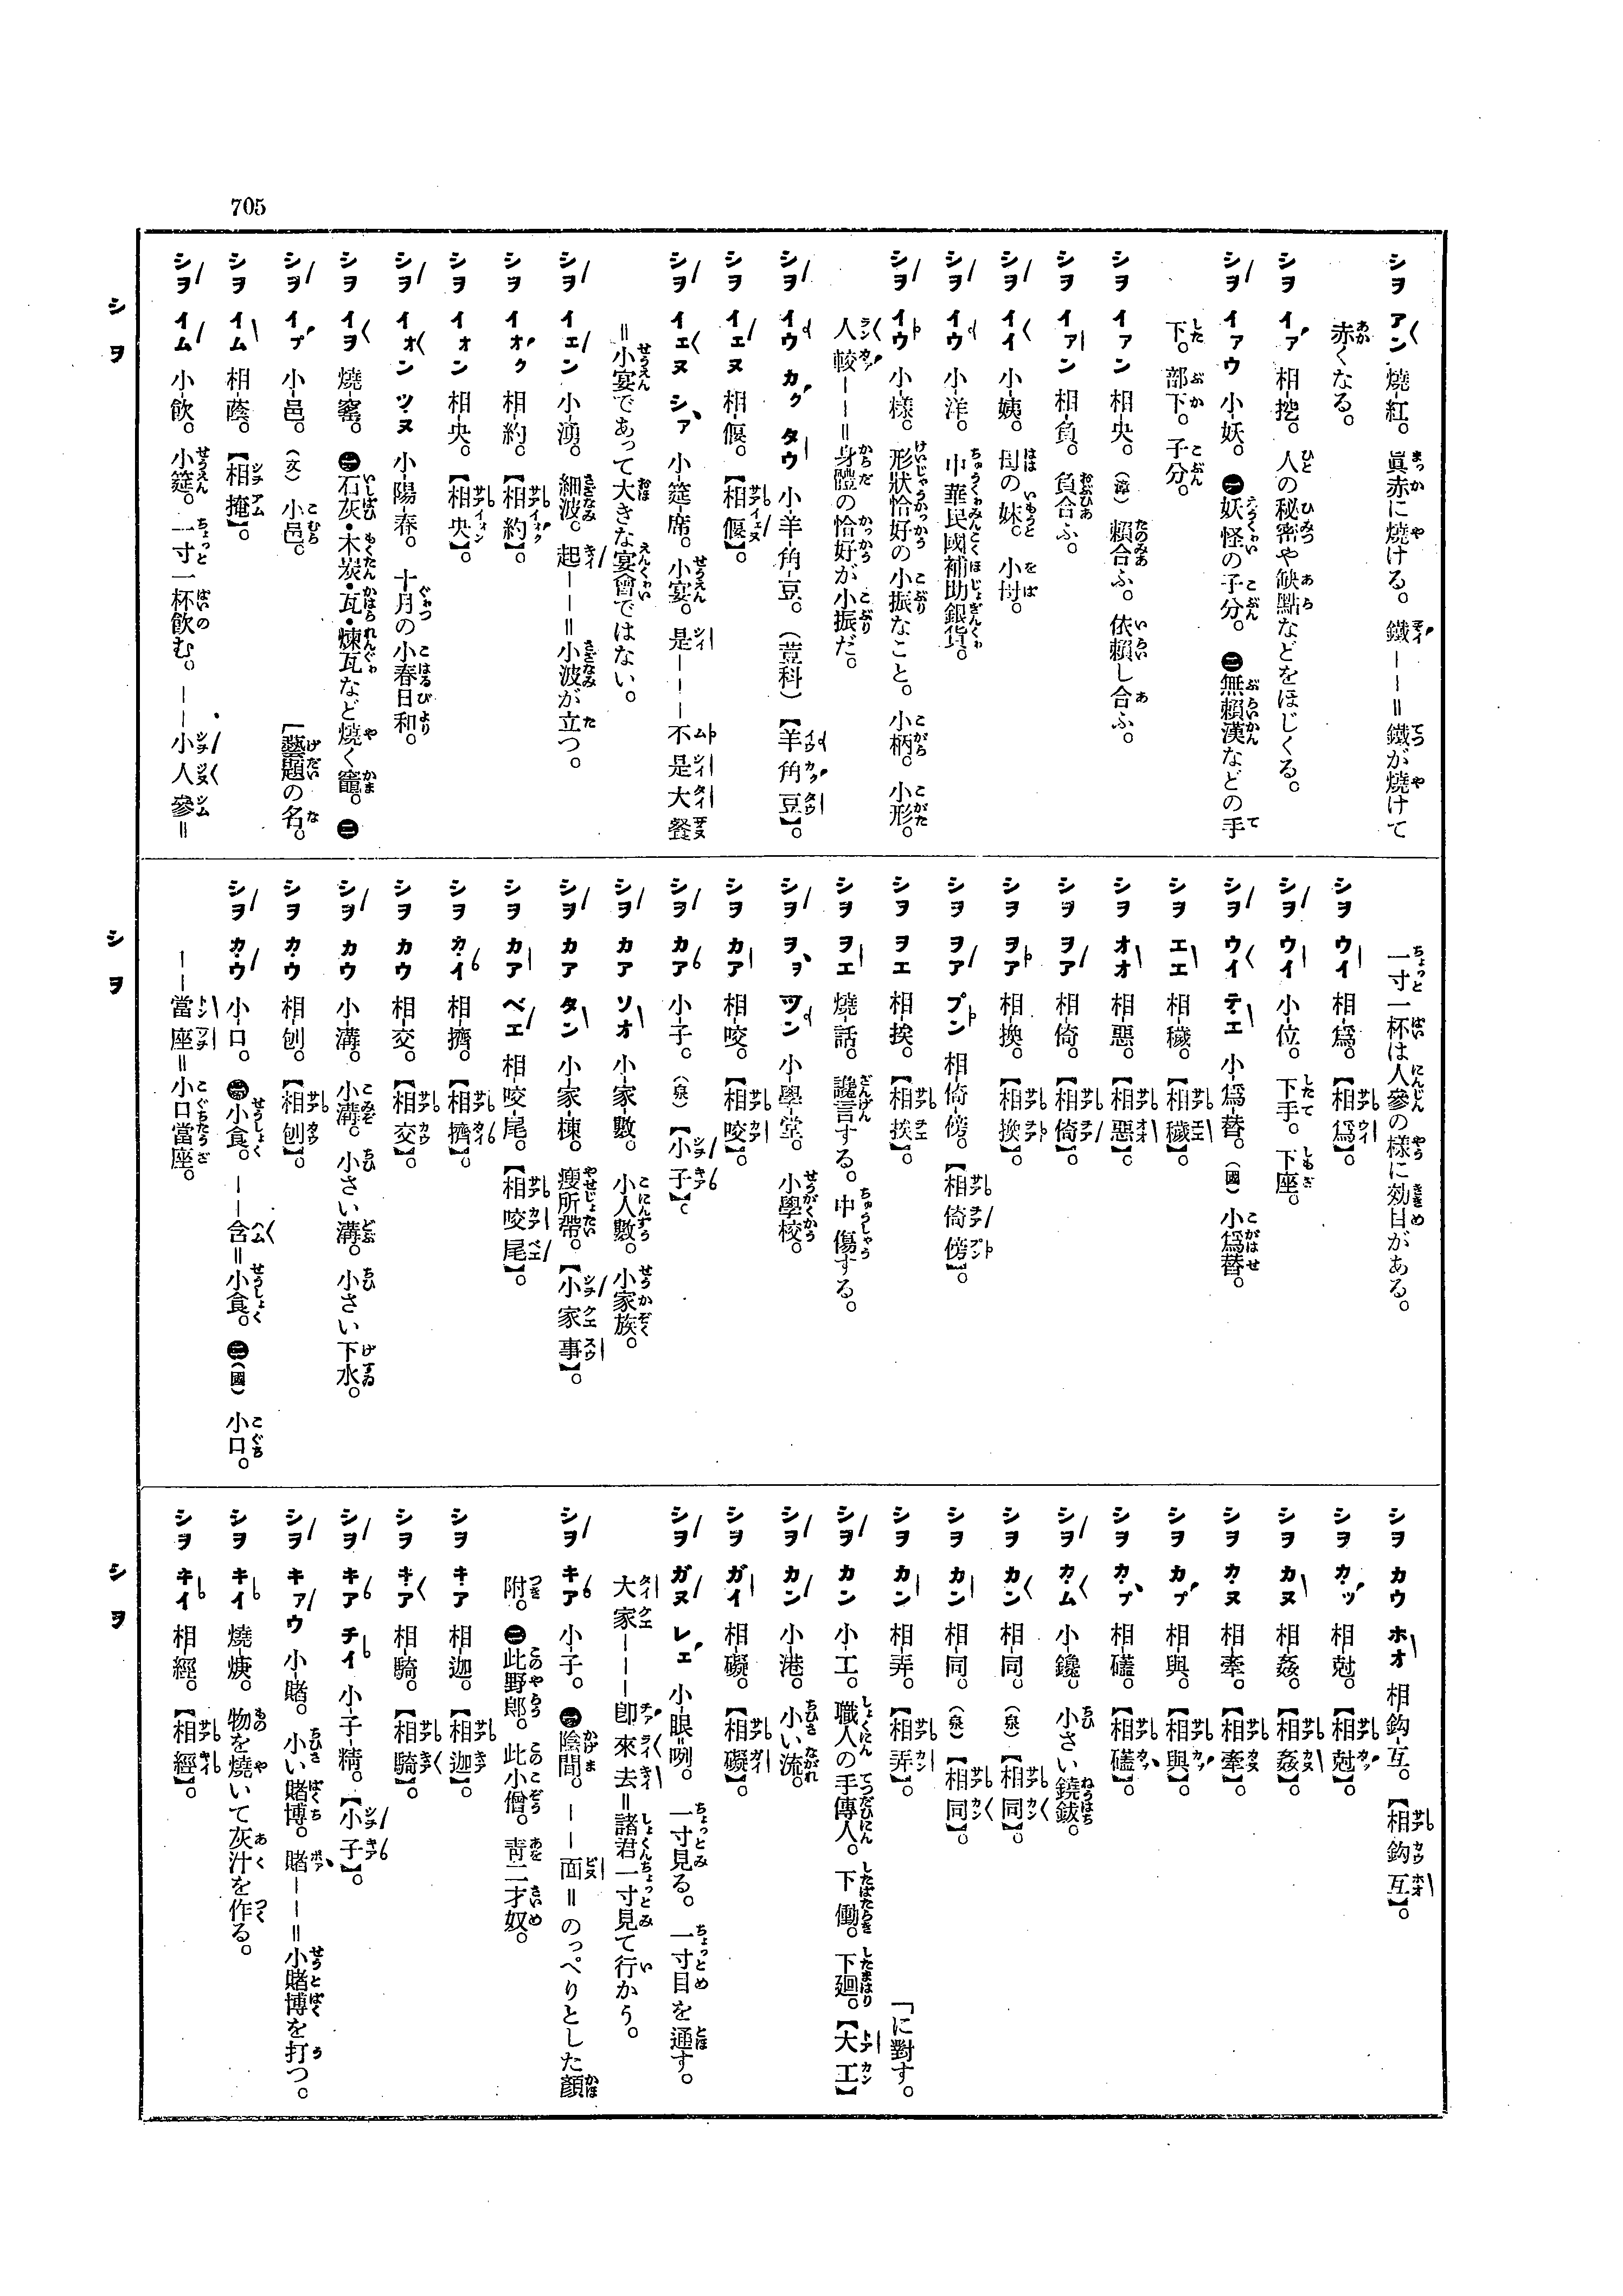 705
シヲ アン 燒-紅。眞赤に燒ける。鐵－－＝鐵が燒けて
赤くなる。
シヲ イァ 相-挖。人の秘密や缺點などをほじくる。
シヲ イァウ 小-妖。㊀妖怪の子分。㊁無賴漢などの手
下。部下。子分。
シヲ イァン 相-央。賴合ふ。依賴し合ふ。
シヲ イァン 相-負。負合ふ。
シヲ イイ 小-姨。母の妹。小母。
シヲ イウ 小-洋。中華民國補助銀貨。
シヲ イウ 小-樣。形狀恰好の小振なこと。小柄。小形。
人較－－＝身體の恰好が小振だ。
シヲ イウ カク タウ 小-羊-角-豆。（荳科）【羊角豆】。
シヲ イェヌ 相-偃。【相偃】。
シヲ イェヌ シァ 小-筵-席。小宴。是－－－不是大餐
＝小宴であって大きな宴會ではない。
シヲ イェン 小-湧。細波。起－－＝小波が立つ。
シヲ イォク 相-約。【相約】。
シヲ イォン 相-央。【相央】。
シヲ イォン ツヌ 小-陽-春。十月の小春日和。
シヲ イヲ 燒-窰。㊀石灰・木炭・瓦・煉瓦など燒く竈。㊁
［藝題の名。
シヲ イプ 小-邑。（文）小邑。
シヲ イム 相-蔭。【相掩】。
シヲ イム 小-飮。小筵。一寸一杯飮む。－－小人參＝
シヲ
一寸一杯は人參の樣に効目がある。
シヲ ウイ 相-爲。【相爲】。
シヲ ウイ 小-位。下手。下座。
シヲ ウイ テエ 小-爲-替。（國）小爲替。
シヲ エエ 相-穢。【相穢】。
シヲ オオ 相-惡。【相惡】。
シヲ ヲア 相-倚。【相倚】。
シヲ ヲア 相-換。【相換】。
シヲ ヲア プン 相-倚-傍。【相倚傍】。
シヲ ヲエ 相-挨。【相挨】。
シヲ ヲエ 燒-話。讒言する。中傷する。
シヲ ヲヲ ツン 小-學-堂。小學校。
シヲ カア 相-咬。【相咬】。
シヲ カア 小-子。（泉）【小子】。
シヲ カア ソオ 小-家-數。小人數。小家族。
シヲ カア タン 小-家-棟。瘦所帶。【小家事】。
シヲ カア ベエ 相-咬-尾。【相咬尾】。
シヲ カイ 相-擠。【相擠】。
シヲ カウ 相-交。【相交】。
シヲ カウ 小-溝。小溝。小さい溝。小さい下水。
シヲ カウ 相-刨。【相刨】。
シヲ カウ 小-口。㊀小食。－－含＝小食。㊁（國）小口。
－－當座＝小口當座。
シヲ
シヲ カウ ホオ 相-鈎-互。【相鈎互】。
シヲ カッ 相-尅。【相尅】。
シヲ カヌ 相-姦。【相姦】。
シヲ カヌ 相-牽。【相牽】。
シヲ カプ 相-與。【相與】。
シヲ カプ 相-礚。【相礚】。
シヲ カム 小-鑱。小さい鐃鈸。
シヲ カン 相-同。（泉）【相同】。
シヲ カン 相-同。（泉）【相同】。
シヲ カン 相-弄。【相弄】。
［に對す。
シヲ カン 小-工。職人の手傳人。下働。下廻。【大工】
シヲ カン 小-港。小い流。
シヲ ガイ 相-礙。【相礙】。
シヲ ガヌ レェ 小-眼-咧。一寸見る。一寸目を通す。
大家－－－卽來去＝諸君一寸見て行かう。
シヲ キア 小-子。㊀陰間。－－面＝のっぺりとした顏
附。㊁此野郎。此小僧。靑二才奴。
シヲ キア 相-迦。【相迦】。
シヲ キア 相-騎。【相騎】。
シヲ キア チイ 小-子-精。【小子】。
シヲ キァウ 小-賭。小い賭博。賭－－＝小賭博を打つ。
シヲ キイ 燒-焿。物を燒いて灰汁を作る。
シヲ キイ 相-經。【相經】。
シヲ